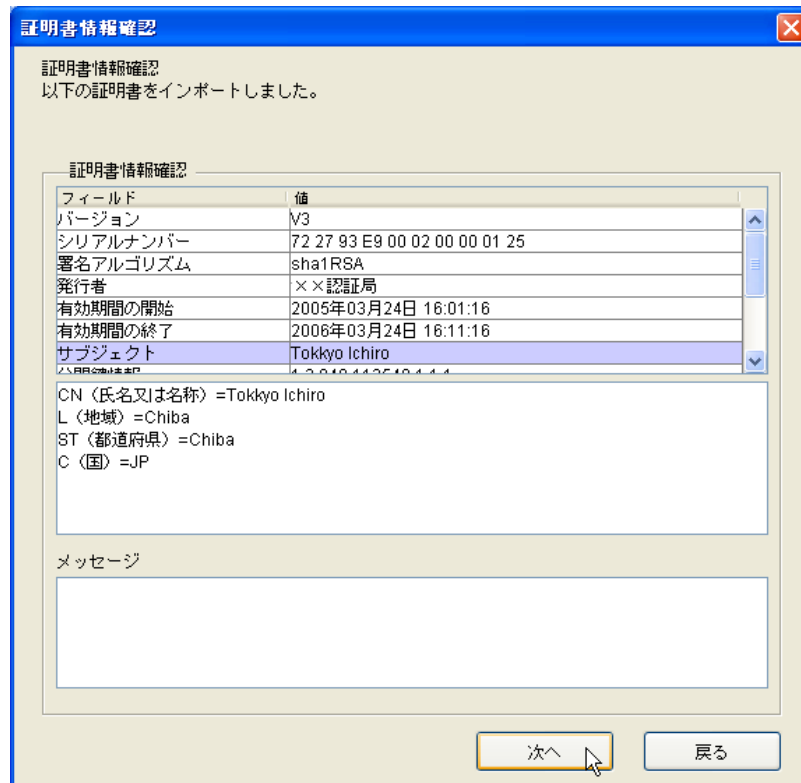 証明書情報確認
証明書情報確認
以下の証明書をインポートしました。
証明書情報確認
フィールド 値
バージョン V3
シリアルナンバー 72 27 93 E9 00 02 00 00 01 25
署名アルゴリズム sha1RSA
発行者 ××認証局
有効期間の開始 2005年03月24日 16:01:16
有効期間の終了 2006年03月24日 16:11:16
サブジェクト Tokkyo Ichiro
公開鍵情報
CN（氏名又は名称）=Tokkyo Ichiro
L（地域）=Chiba
ST（都道府県）=Chiba
C（国）=JP
メッセージ
次へ 戻る